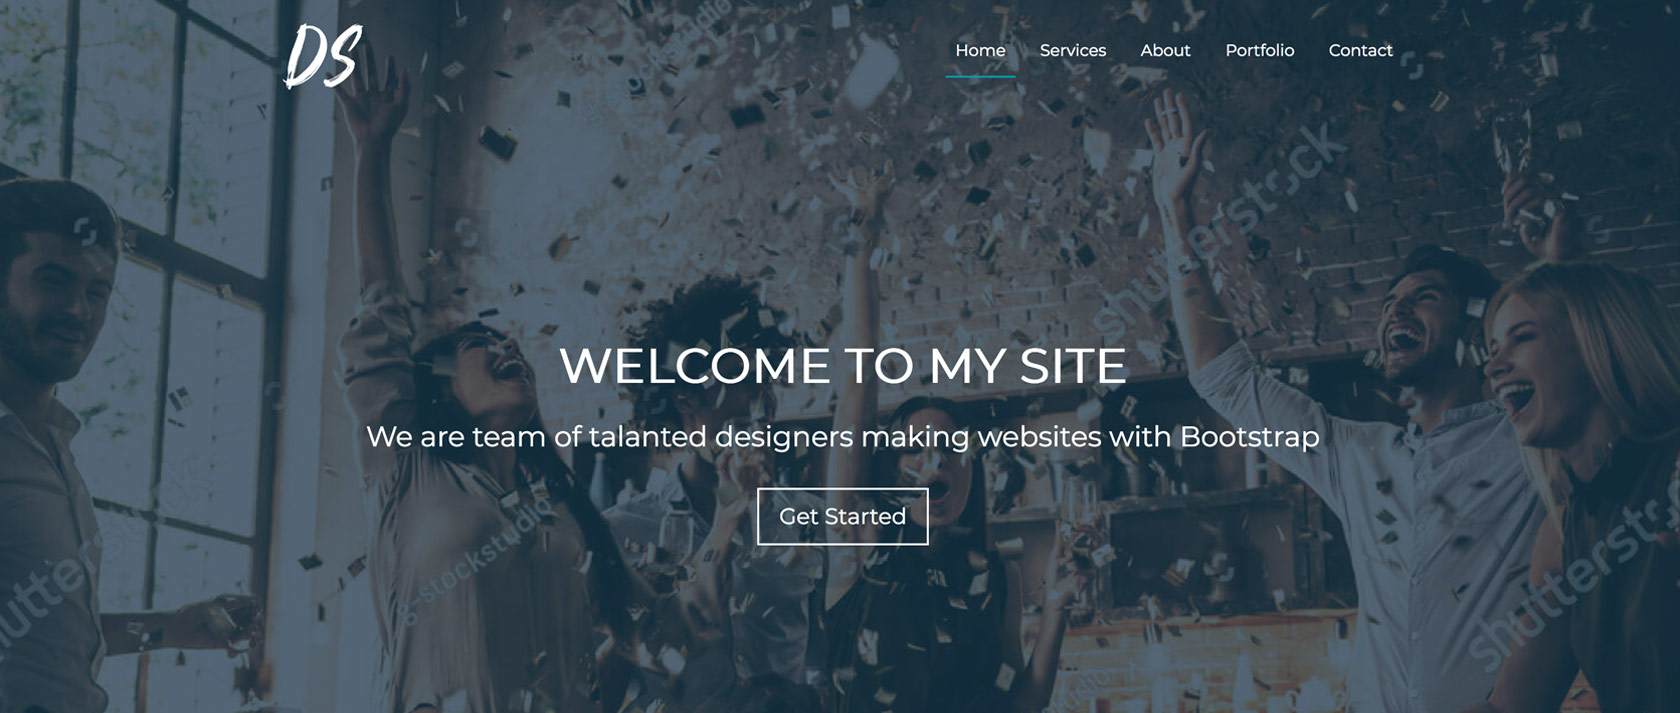 DS
Home Services About Portfolio Contact
shutterstock
WELCOME TO MY SITE
We are team of talanted designers making websites with Bootstrap
Get Started
g-stockstudio
shutterstock
shutterstock